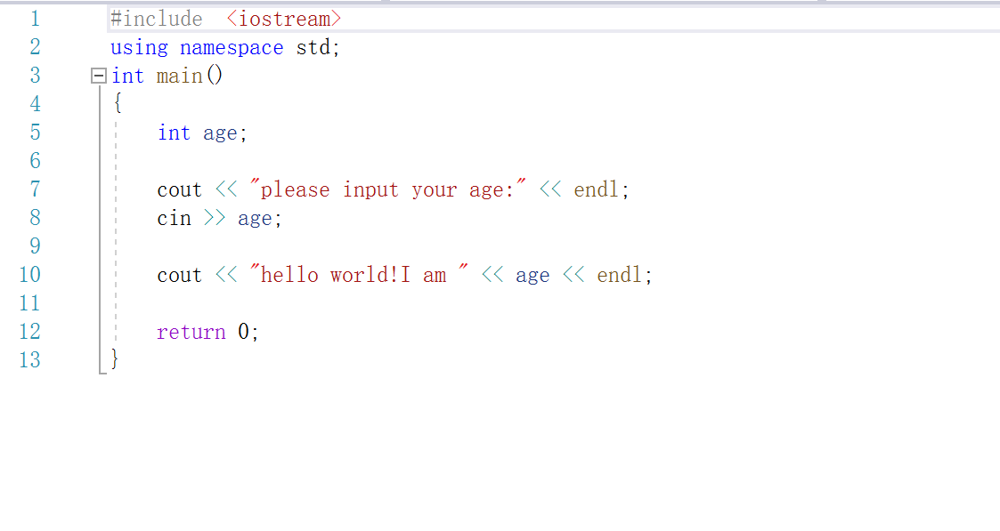 1 #include  <iostream>
2 using namespace std;
3 int main()
4 {
5 int age;
6
7 cout << "please input your age:" << endl;
8 cin >> age;
9
10 cout << "hello world!I am " << age << endl;
11
12 return 0;
13 }